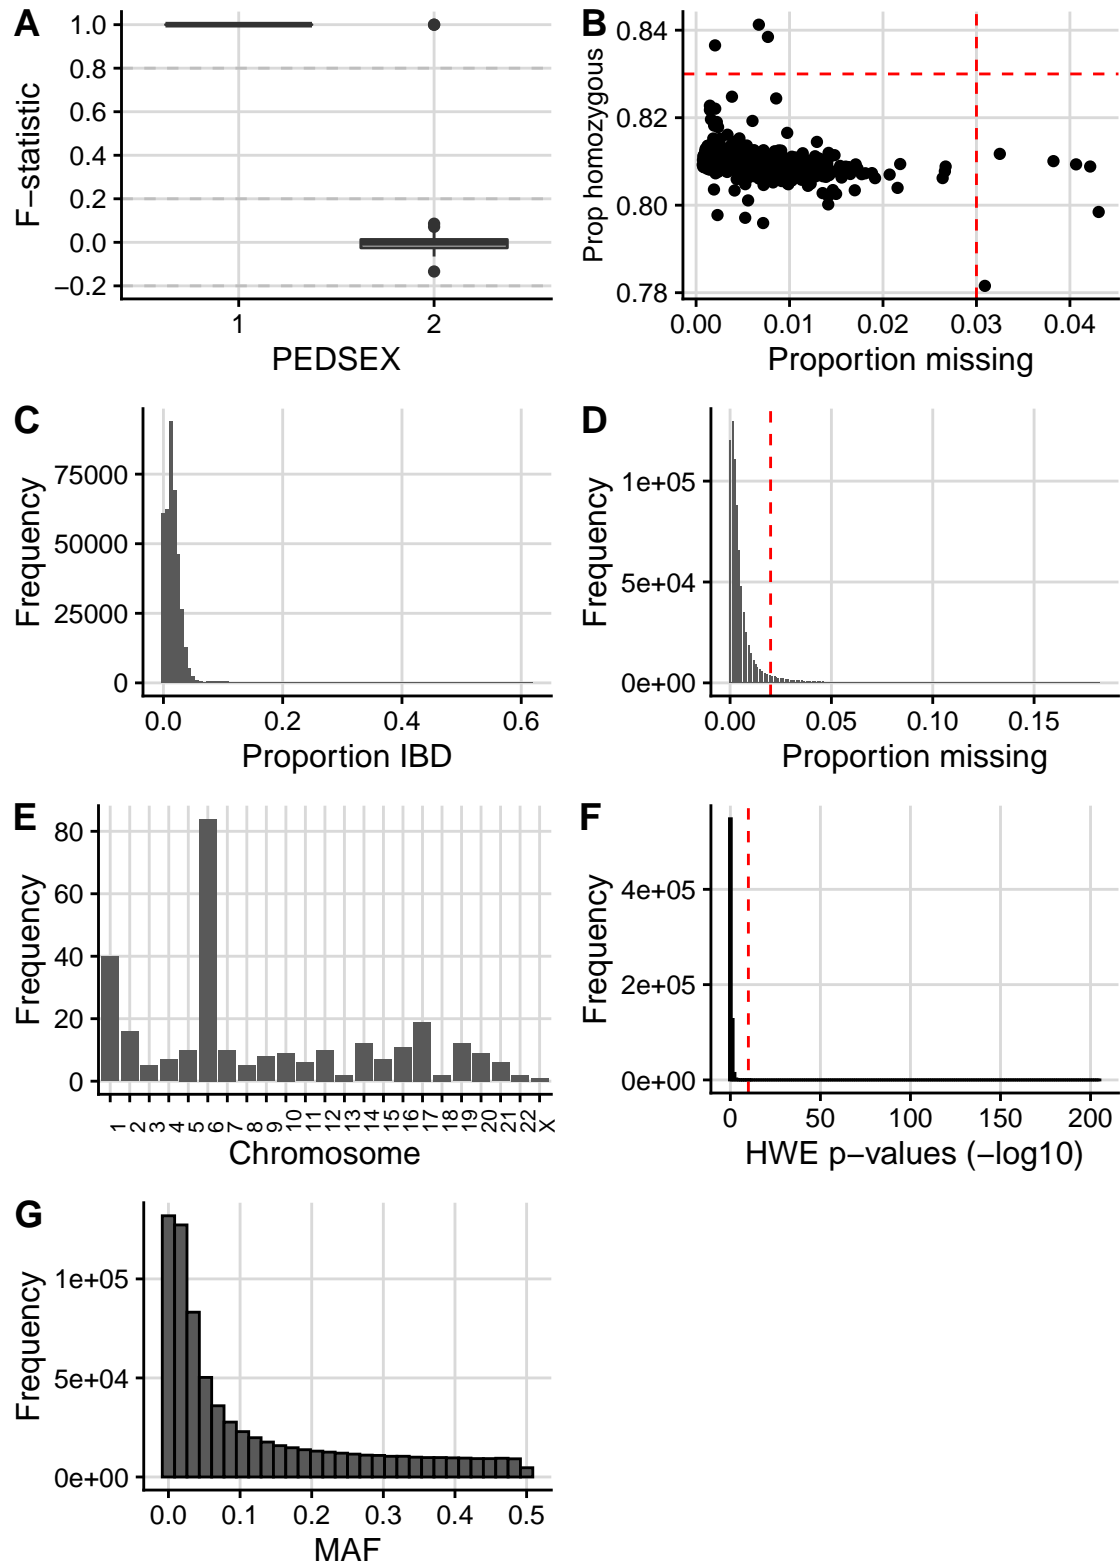 A
F−statistic
1.0
0.8
0.6
0.4
0.2
0.0
−0.2
1 2
PEDSEX
B
Prop homozygous
0.84
0.82
0.80
0.78
0.00 0.01 0.02 0.03 0.04
Proportion missing
C
Frequency
75000
50000
25000
0
0.0 0.2 0.4 0.6
Proportion IBD
D
Frequency
1e+05
5e+04
0e+00
0.00 0.05 0.10 0.15
Proportion missing
E
Frequency
80
60
40
20
0
1 2 3 4 5 6 7 8 9 10 11 12 13 14 15 16 17 18 19 20 21 22 X
Chromosome
F
Frequency
4e+05
2e+05
0e+00
0 50 100 150 200
HWE p−values (−log10)
G
Frequency
1e+05
5e+04
0e+00
0.0 0.1 0.2 0.3 0.4 0.5
MAF